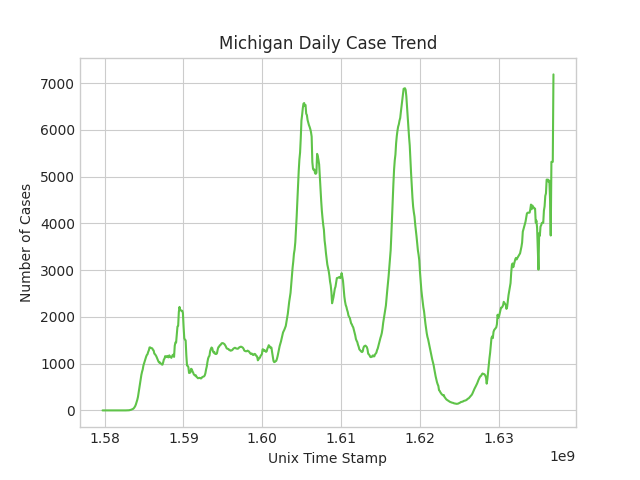 Michigan Daily Case Trend
Number of Cases
7000
6000
5000
4000
3000
2000
1000
0
1.58 1.59 1.60 1.61 1.62 1.63
1e9
Unix Time Stamp